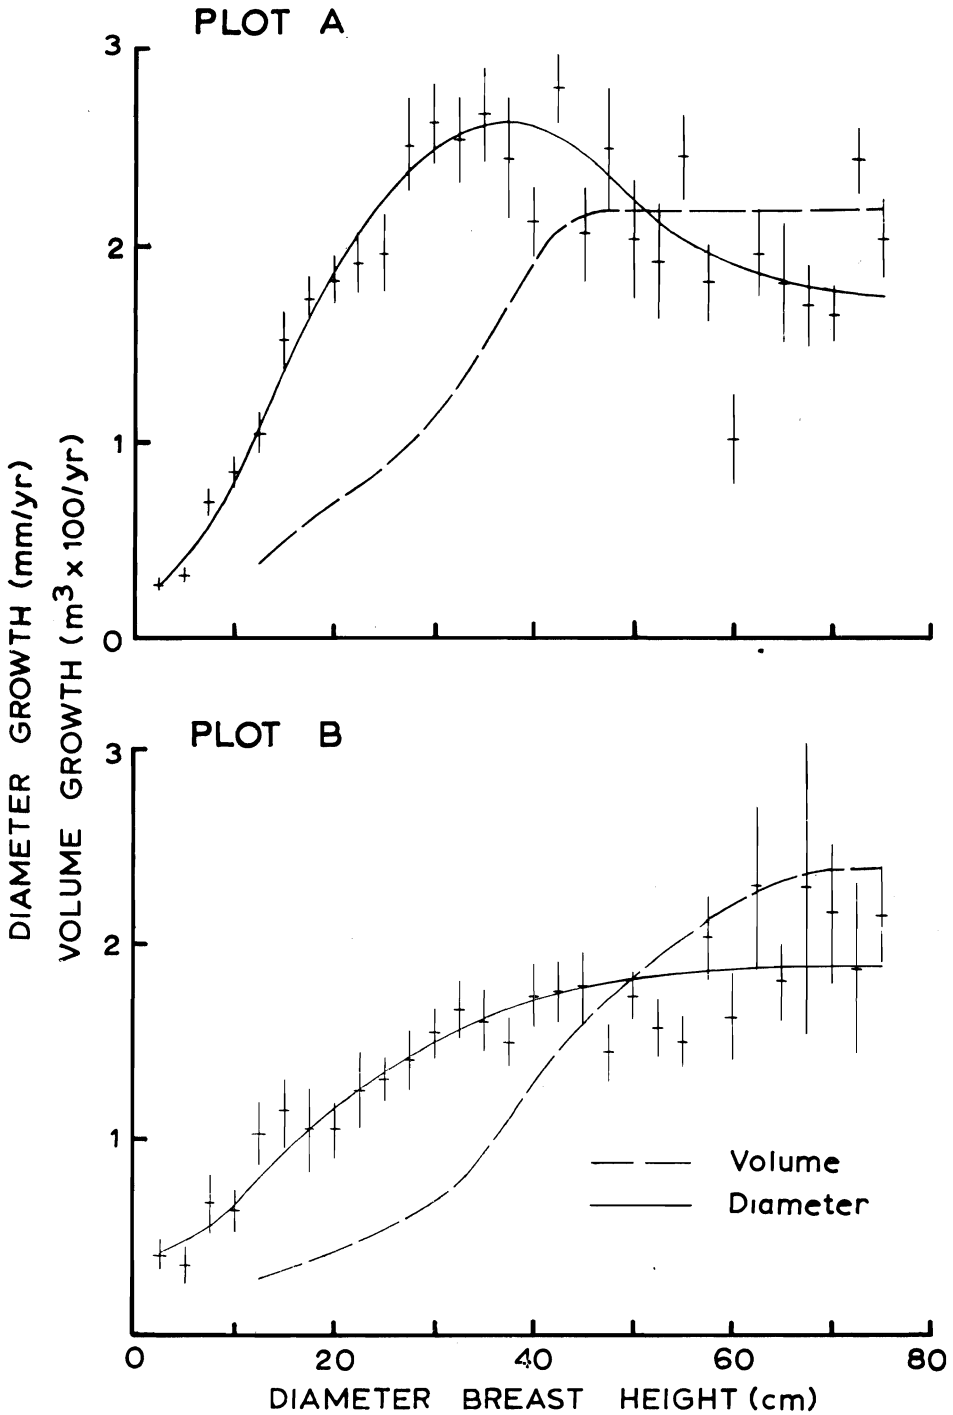 PLOT A
3
2
1
0
DIAMETER GROWTH (mm/yr)
VOLUME GROWTH (m³ x 100/yr)
PLOT B
3
2
1
Volume
Diameter
0 20 40 60 80
DIAMETER BREAST HEIGHT (cm)